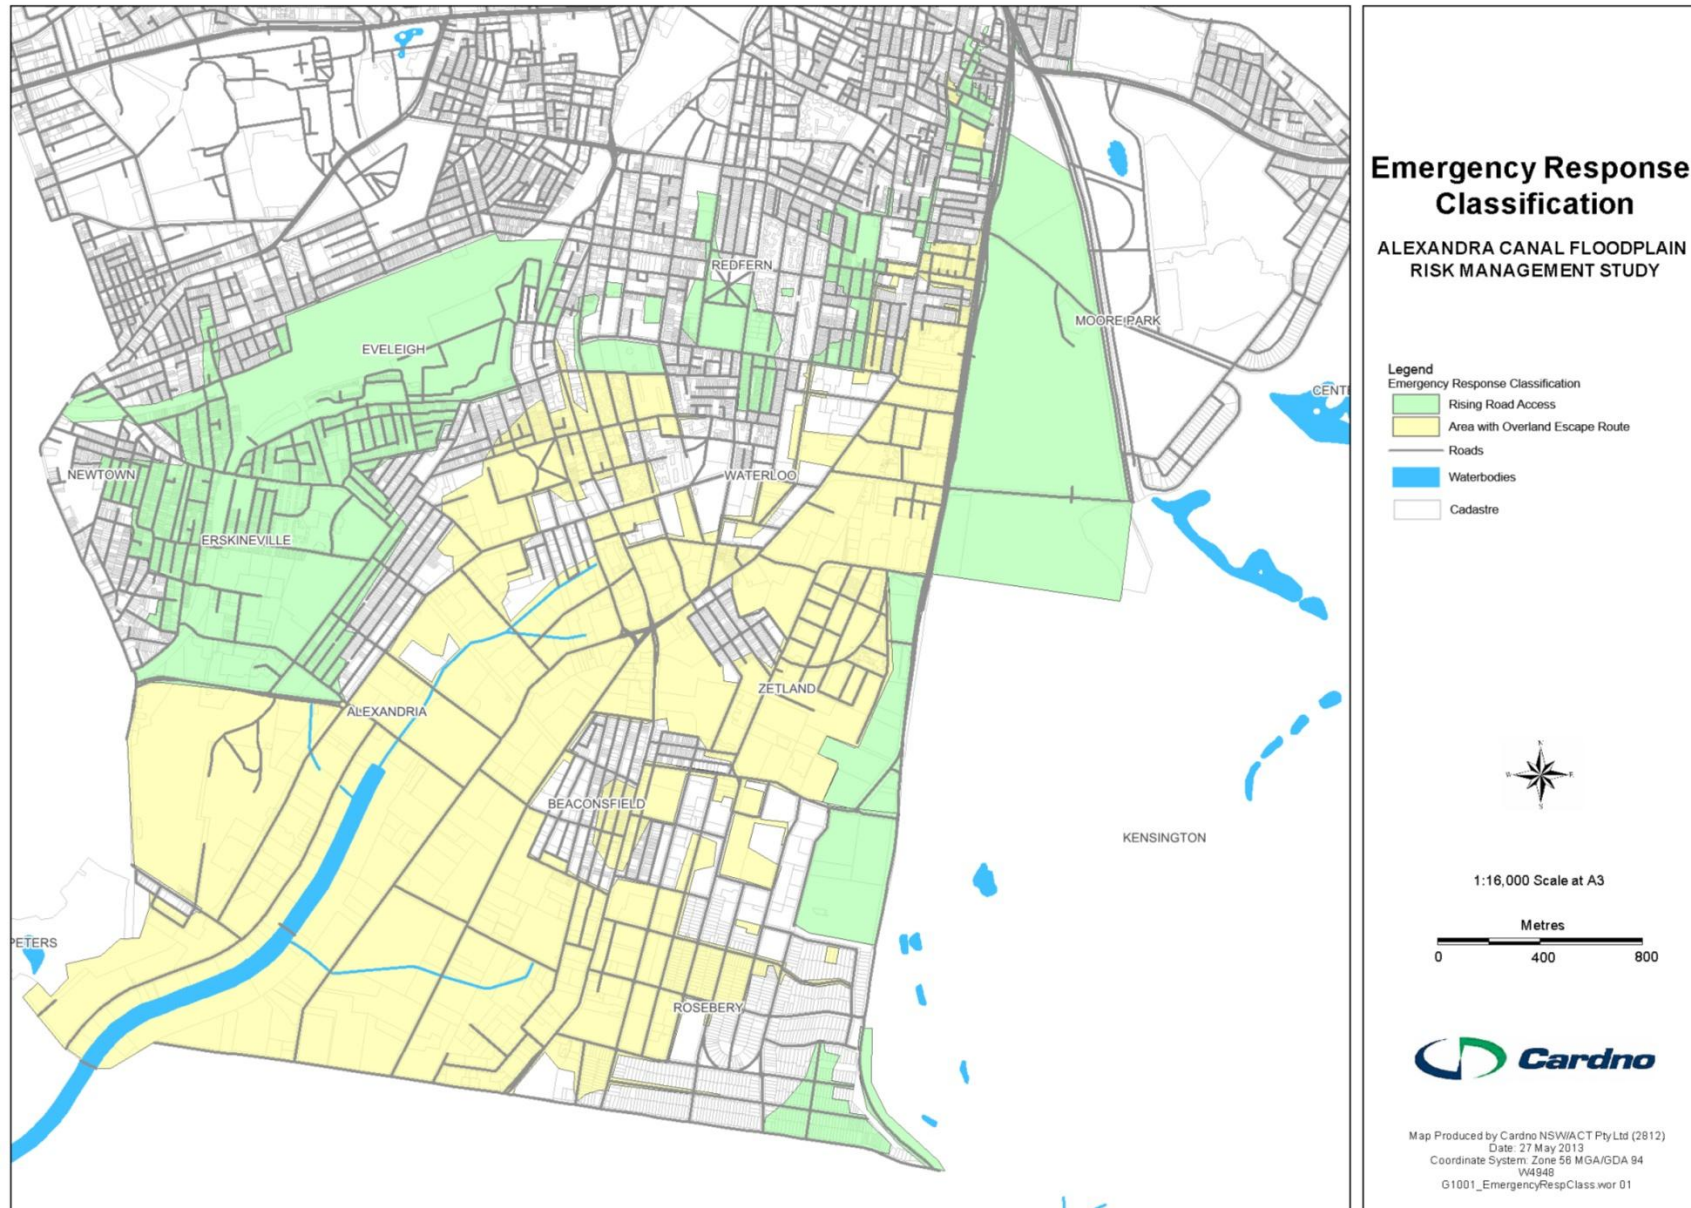 REDFERN
MOORE PARK
EVELEIGH
NEWTOWN
WATERLOO
ERSKINEVILLE
ZETLAND
ALEXANDRIA
BEACONSFIELD
KENSINGTON
PETERS
ROSEBERY
CENT
Emergency Response
Classification
ALEXANDRA CANAL FLOODPLAIN
RISK MANAGEMENT STUDY
Legend
Emergency Response Classification
Rising Road Access
Area with Overland Escape Route
Roads
Waterbodies
Cadastre
N
W E
S
1:16,000 Scale at A3
Metres
0 400 800
Cardno
Map Produced by Cardno NSW/ACT Pty Ltd (2812)
Date: 27 May 2013
Coordinate System: Zone 56 MGA/GDA 94
W4948
G1001_EmergencyRespClass.wor 01